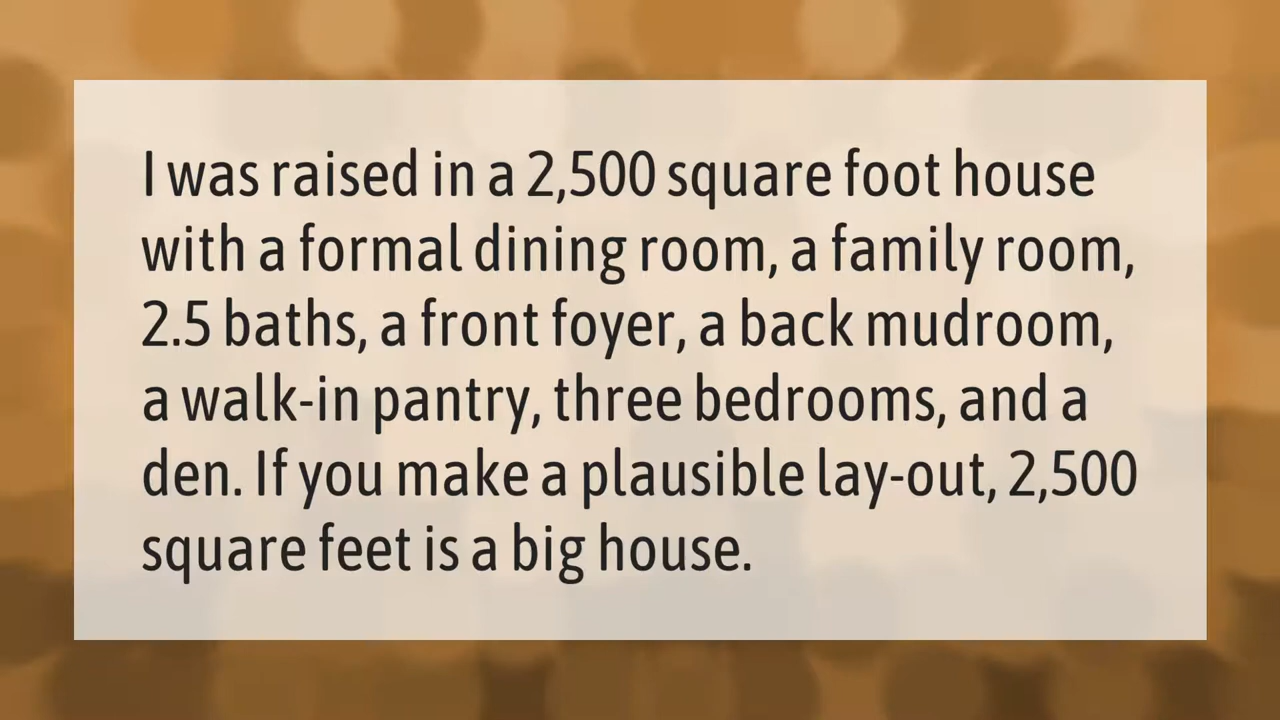 I was raised in a 2,500 square foot house
with a formal dining room, a family room,
2.5 baths, a front foyer, a back mudroom,
a walk-in pantry, three bedrooms, and a
den. If you make a plausible lay-out, 2,500
square feet is a big house.